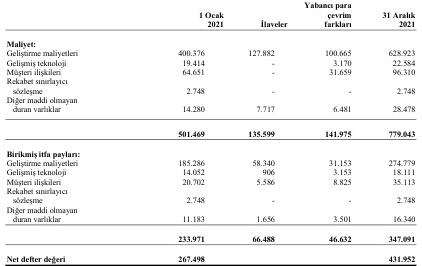 Yabancı para
1 Ocak çevrim 31 Aralık
2021 İlaveler farkları 2021
Maliyet:
Geliştirme maliyetleri 400.376 127.882 100.665 628.923
Gelişmiş teknoloji 19.414 - 3.170 22.584
Müşteri ilişkileri 64.651 - 31.659 96.310
Rekabet sınırlayıcı
sözleşme 2.748 - - 2.748
Diğer maddi olmayan
duran varlıklar 14.280 7.717 6.481 28.478
501.469 135.599 141.975 779.043
Birikmiş itfa payları:
Geliştirme maliyetleri 185.286 58.340 31.153 274.779
Gelişmiş teknoloji 14.052 906 3.153 18.111
Müşteri ilişkileri 20.702 5.586 8.825 35.113
Rekabet sınırlayıcı
sözleşme 2.748 - - 2.748
Diğer maddi olmayan
duran varlıklar 11.183 1.656 3.501 16.340
233.971 66.488 46.632 347.091
Net defter değeri 267.498 431.952